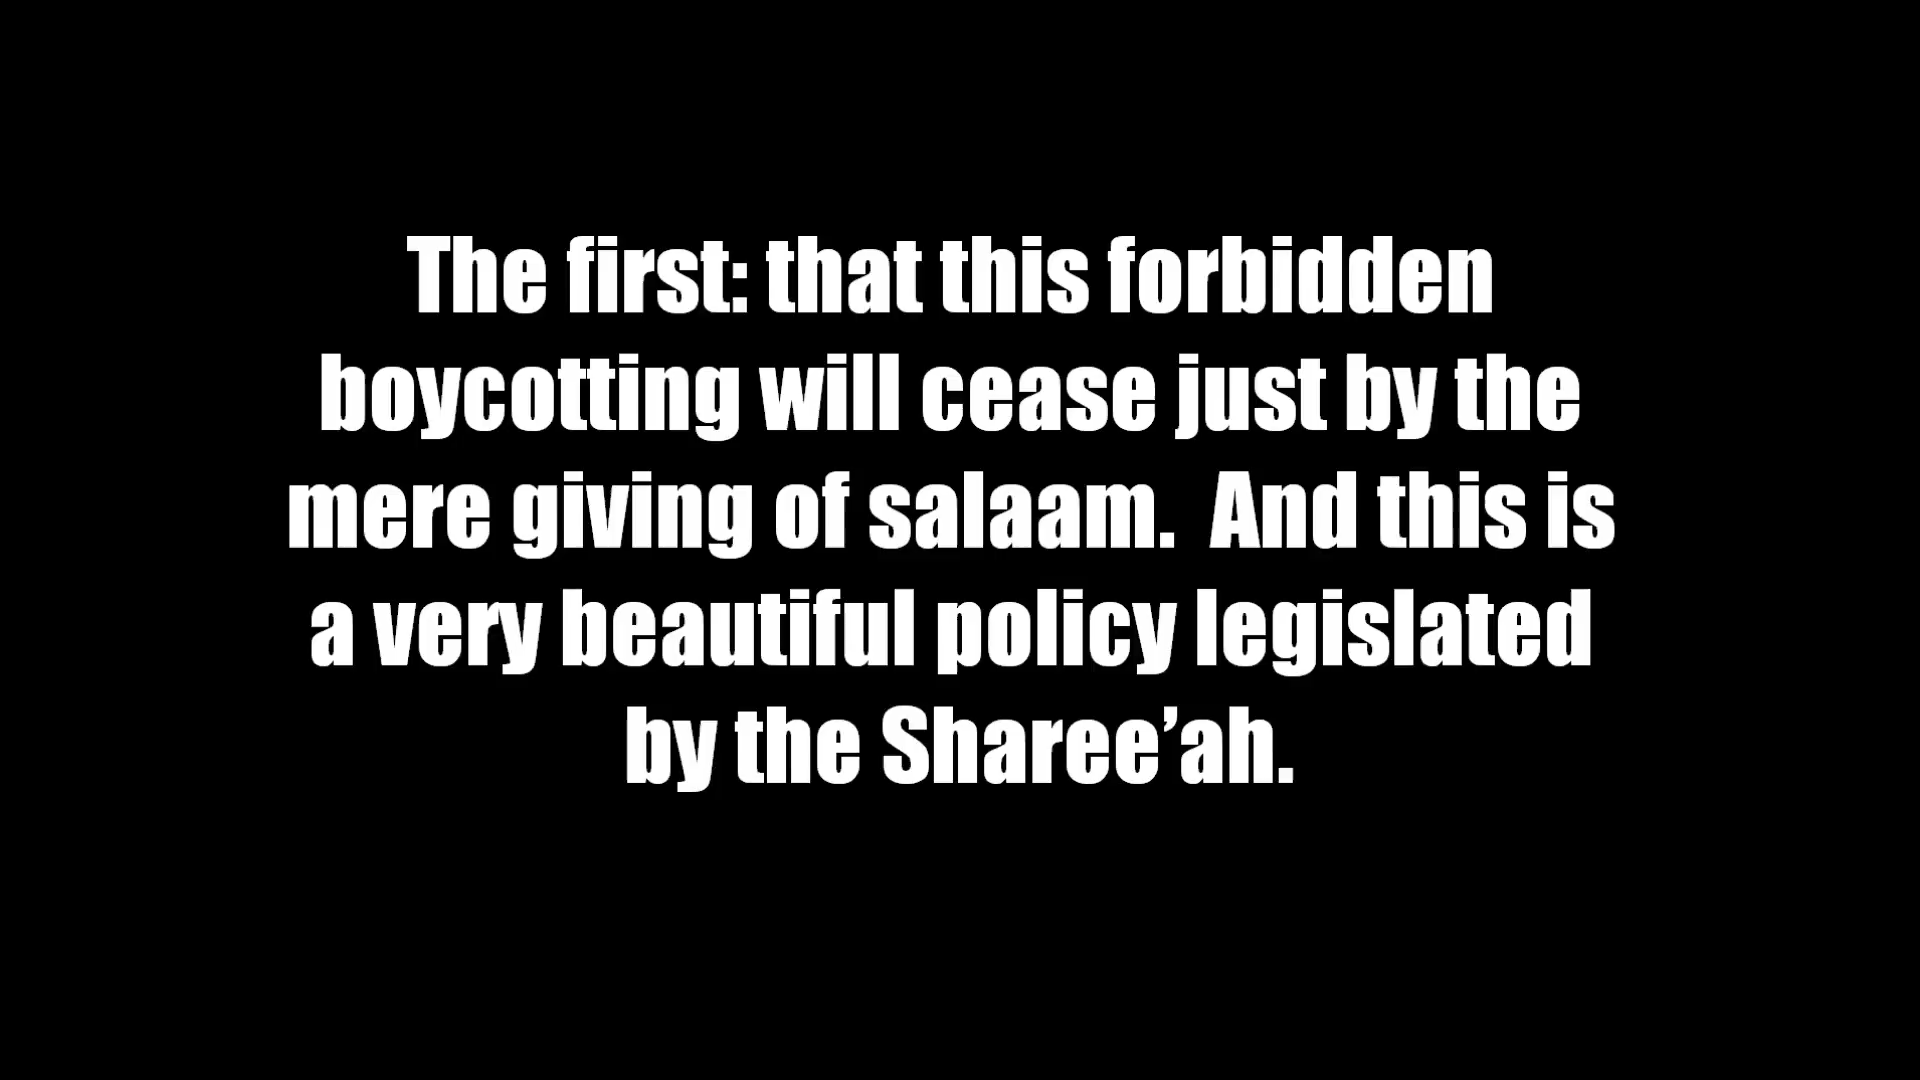 The first: that this forbidden
boycotting will cease just by the
mere giving of salaam.  And this is
a very beautiful policy legislated
by the Sharee’ah.